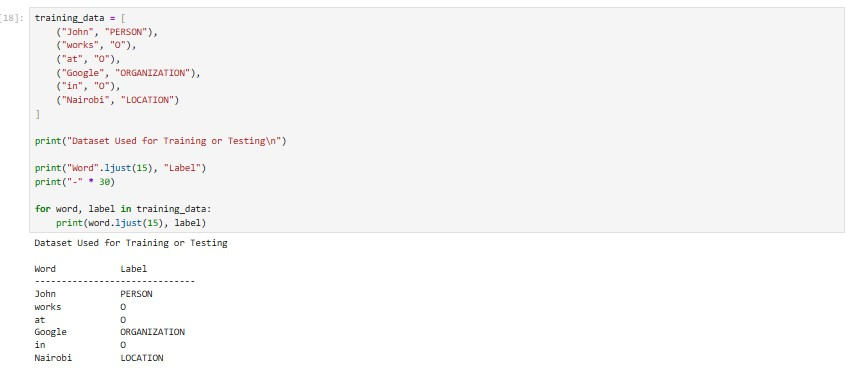 [18]: training_data = [
    ("John", "PERSON"),
    ("works", "O"),
    ("at", "O"),
    ("Google", "ORGANIZATION"),
    ("in", "O"),
    ("Nairobi", "LOCATION")
]

print("Dataset Used for Training or Testing\n")

print("Word".ljust(15), "Label")
print("-" * 30)

for word, label in training_data:
    print(word.ljust(15), label)
Dataset Used for Training or Testing

Word            Label
------------------------------
John            PERSON
works           O
at              O
Google          ORGANIZATION
in              O
Nairobi         LOCATION